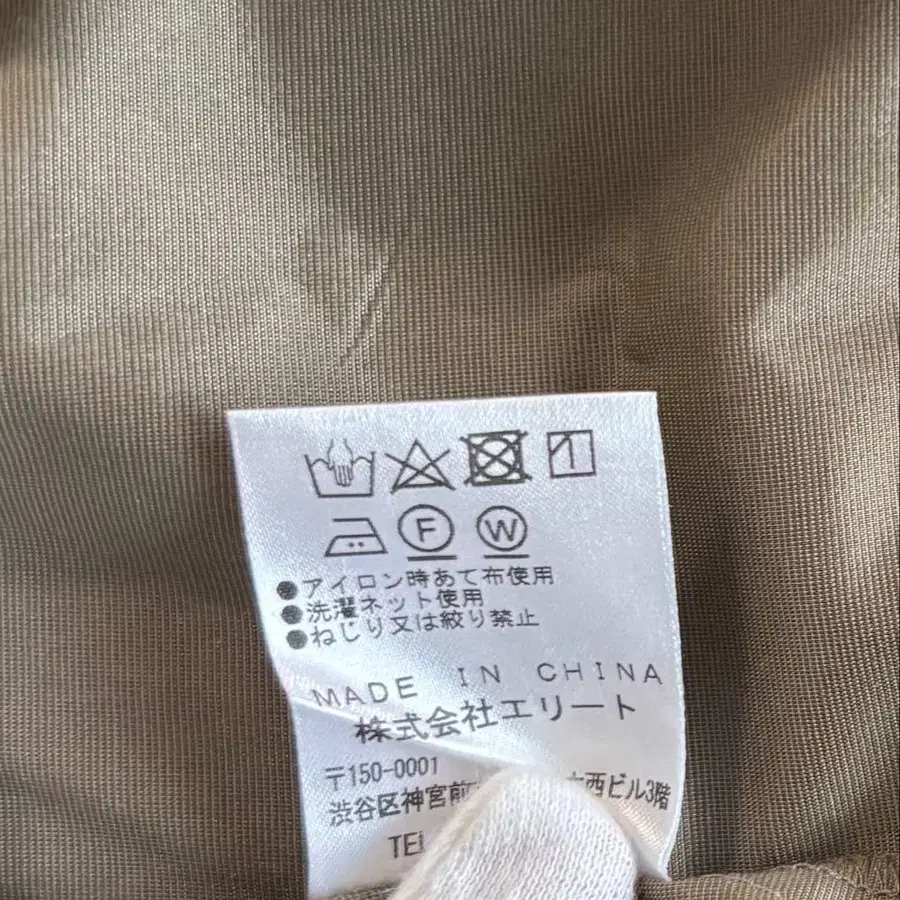 F W
●アイロン時あて布使用
●洗濯ネット使用
●ねじり又は絞り禁止
MADE IN CHINA
株式会社エリート
〒150-0001
渋谷区神宮前 西ビル3階
TEL